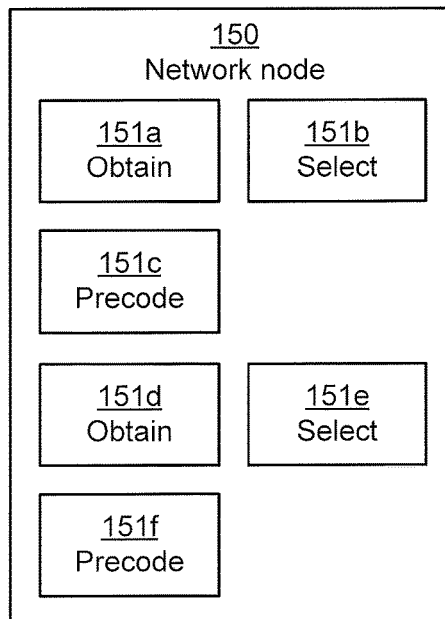 150
Network node
151a
Obtain
151b
Select
151c
Precode
151d
Obtain
151e
Select
151f
Precode